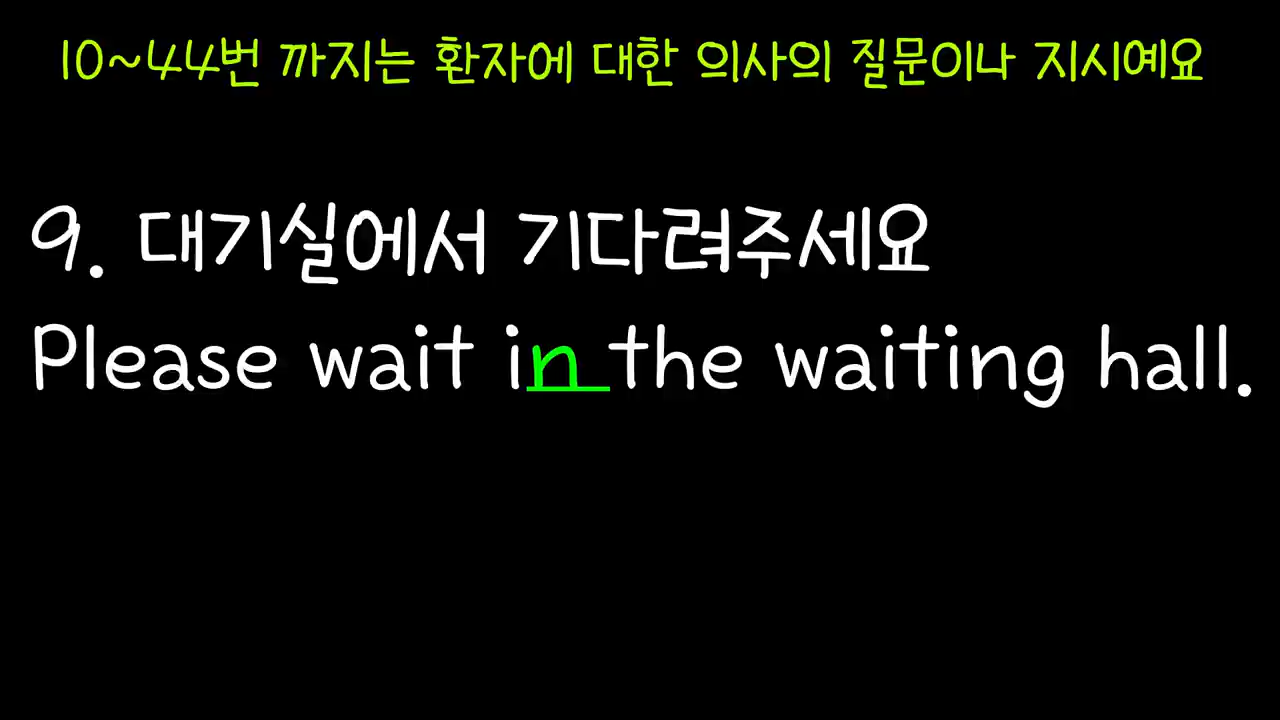 10~44번 까지는 환자에 대한 의사의 질문이나 지시예요
9. 대기실에서 기다려주세요
Please wait in the waiting hall.